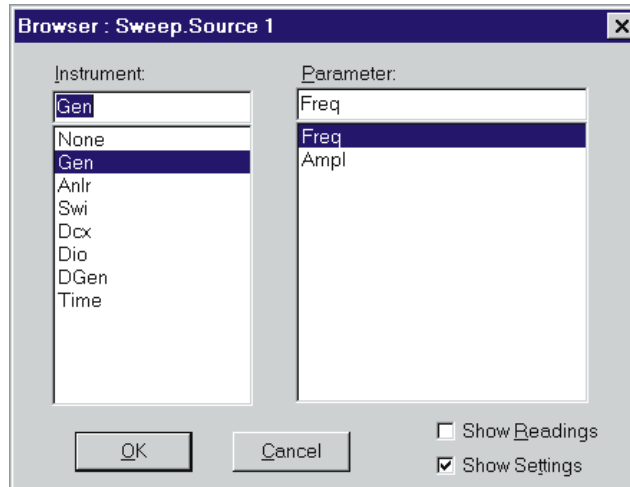 Browser : Sweep.Source 1
Instrument:
Gen
None
Gen
Anlr
Swi
Dcx
Dio
DGen
Time
Parameter:
Freq
Freq
Ampl
OK
Cancel
Show Readings
Show Settings